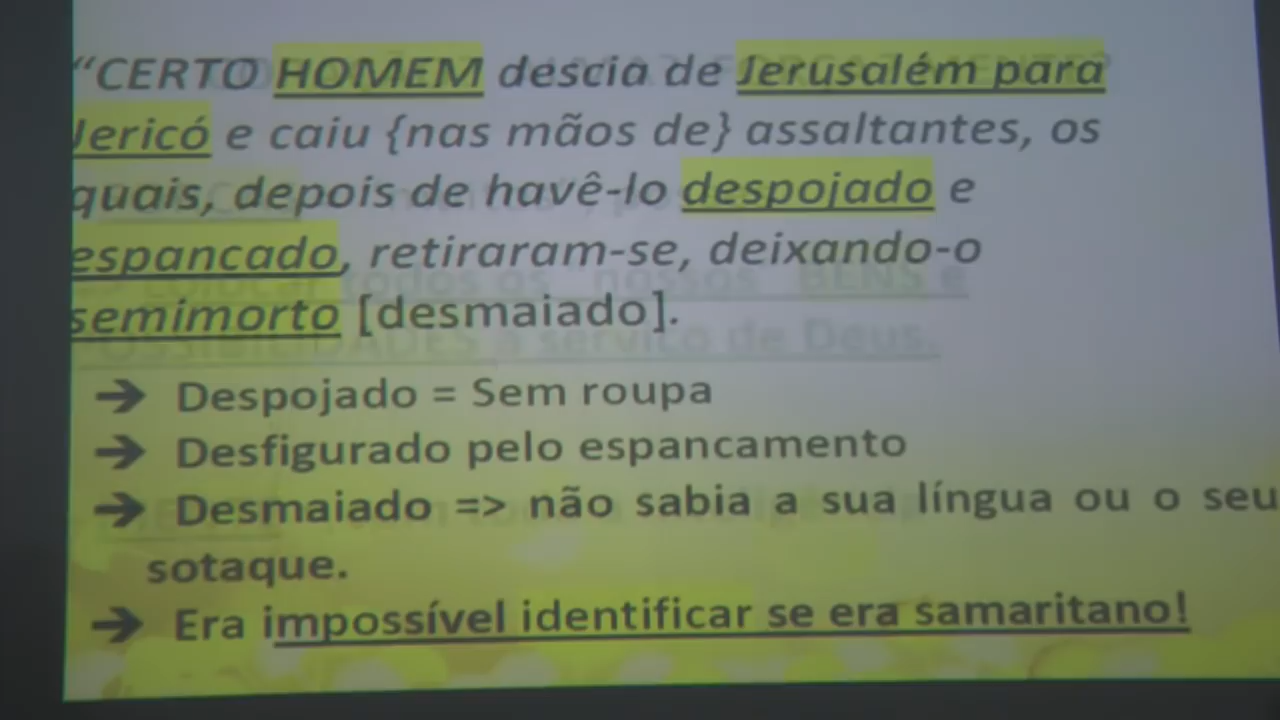 “CERTO HOMEM descia de Jerusalém para
Jericó e caiu {nas mãos de} assaltantes, os
quais, depois de havê-lo despojado e
espancado, retiraram-se, deixando-o
semimorto [desmaiado].
➔ Despojado = Sem roupa
➔ Desfigurado pelo espancamento
➔ Desmaiado => não sabia a sua língua ou o seu
sotaque.
➔ Era impossível identificar se era samaritano!